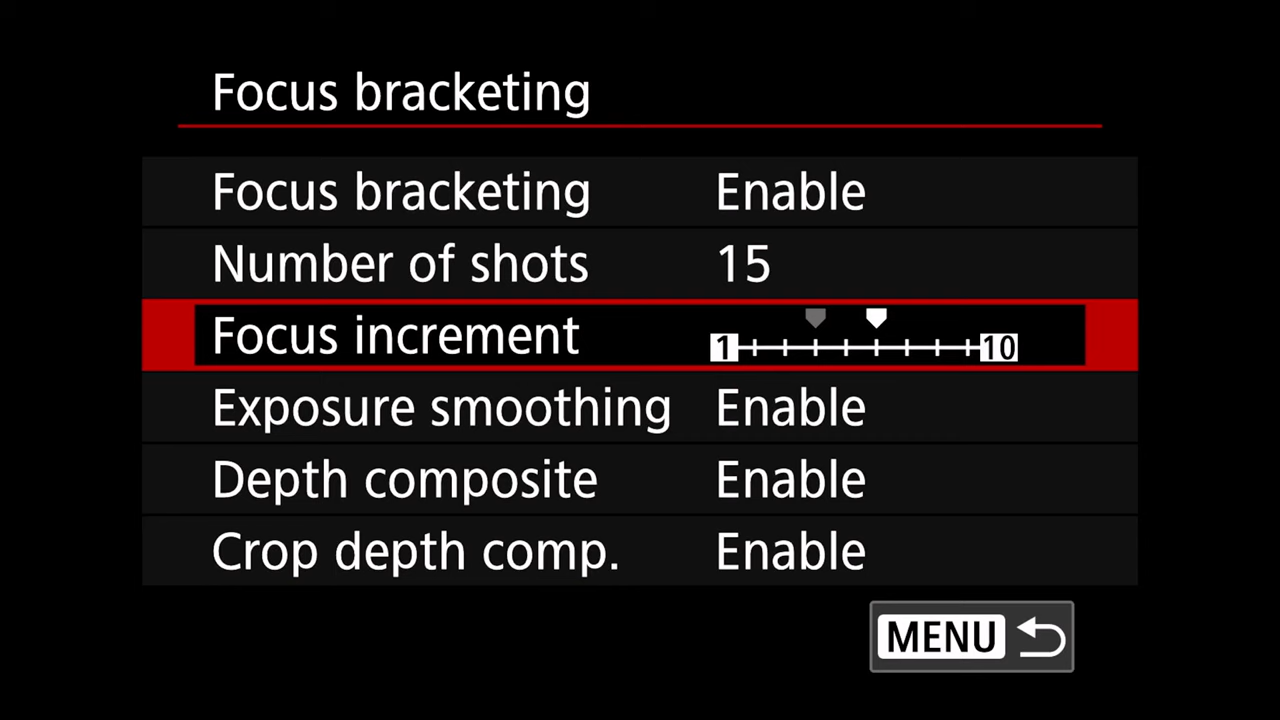 Focus bracketing
Focus bracketing Enable
Number of shots 15
Focus increment 1 10
Exposure smoothing Enable
Depth composite Enable
Crop depth comp. Enable
MENU